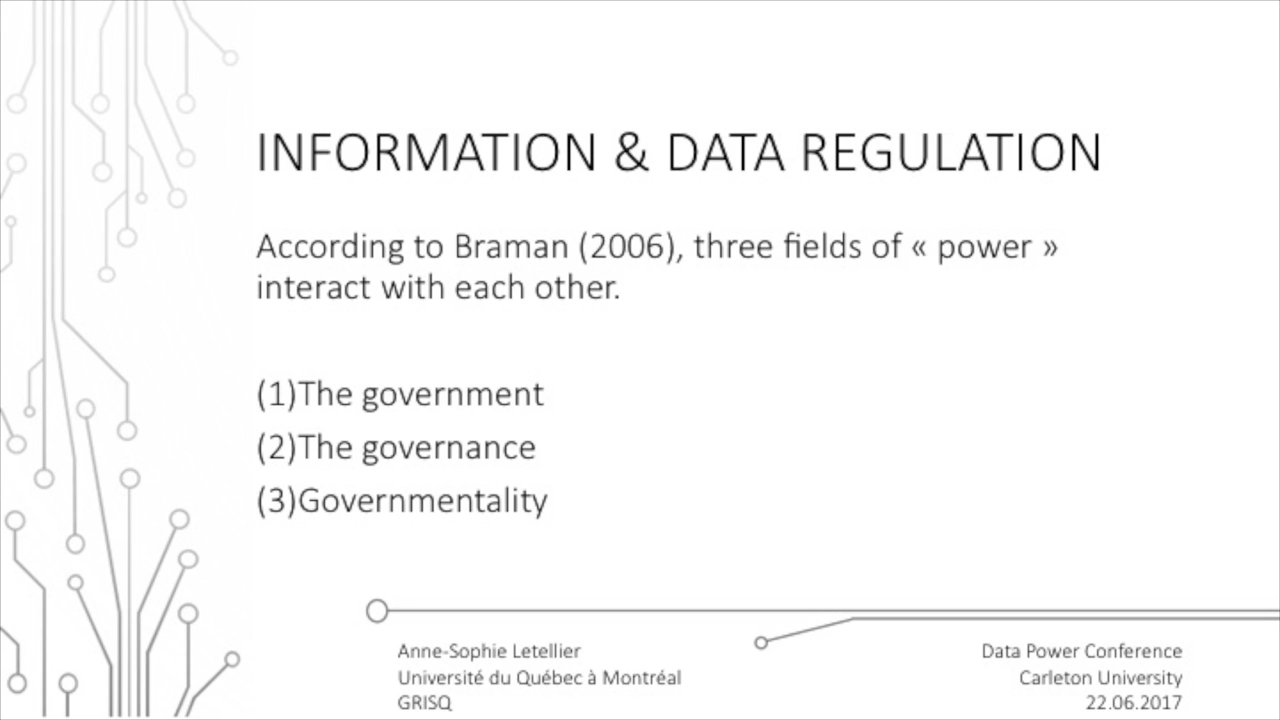 INFORMATION & DATA REGULATION
According to Braman (2006), three fields of « power »
interact with each other.
(1)The government
(2)The governance
(3)Governmentality
Anne-Sophie Letellier
Université du Québec à Montréal
GRISQ
Data Power Conference
Carleton University
22.06.2017